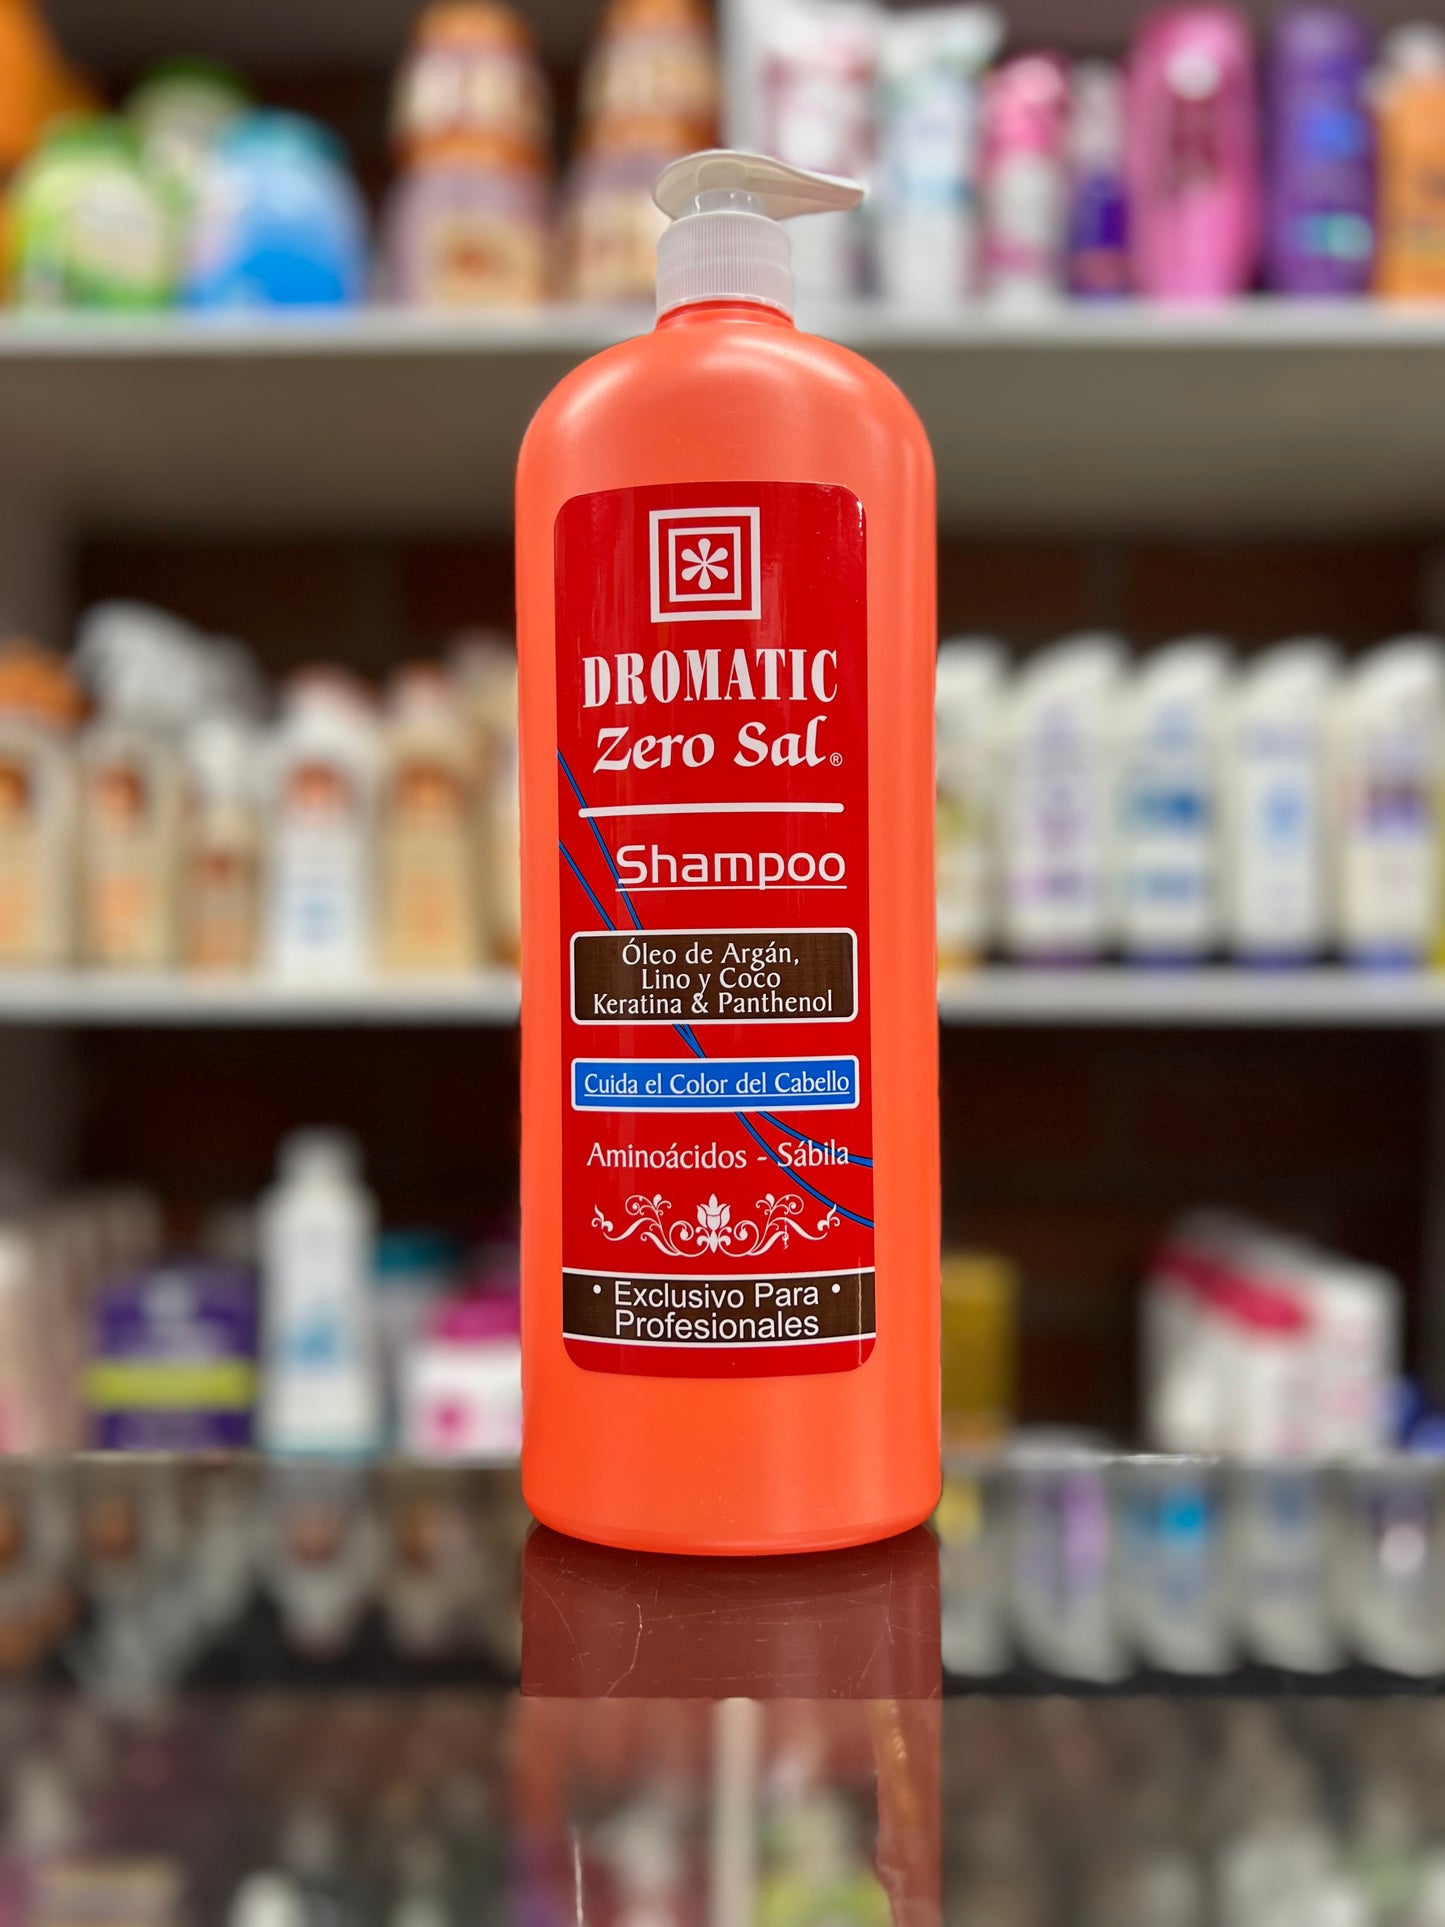 DROMATIC
Zero Sal®
Shampoo
Óleo de Argán,
Lino y Coco
Keratina & Panthenol
Cuida el Color del Cabello
Aminoácidos - Sábila
• Exclusivo Para •
Profesionales